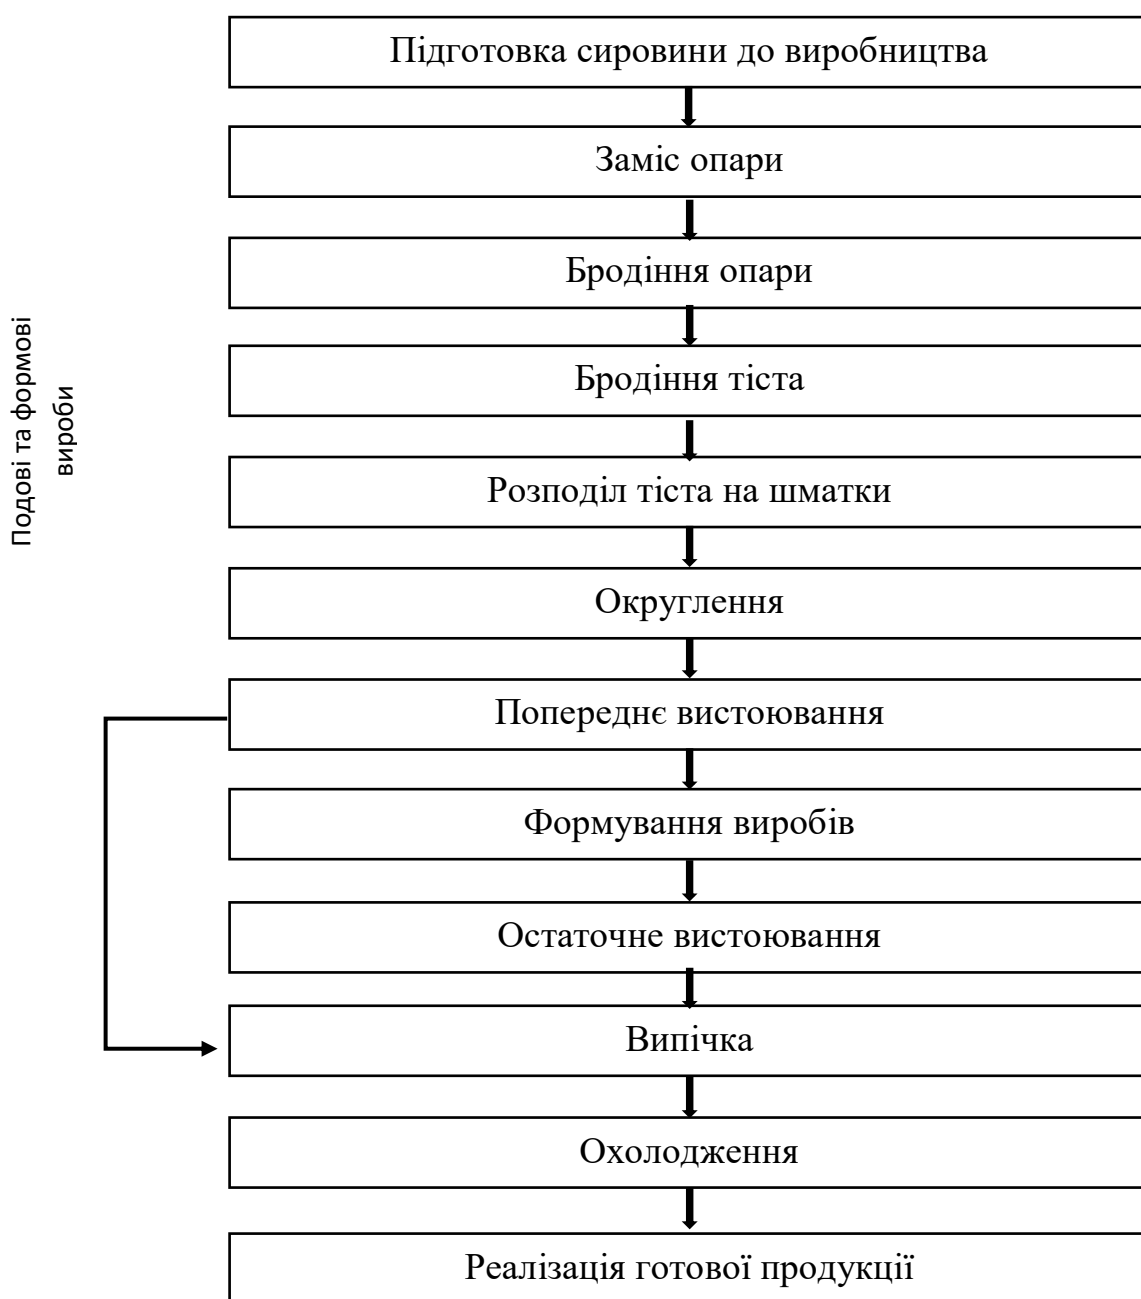 Підготовка сировини до виробництва
Заміс опари
Бродіння опари
Бродіння тіста
Розподіл тіста на шматки
Округлення
Попереднє вистоювання
Формування виробів
Остаточне вистоювання
Випічка
Охолодження
Реалізація готової продукції
Подові та формові
вироби